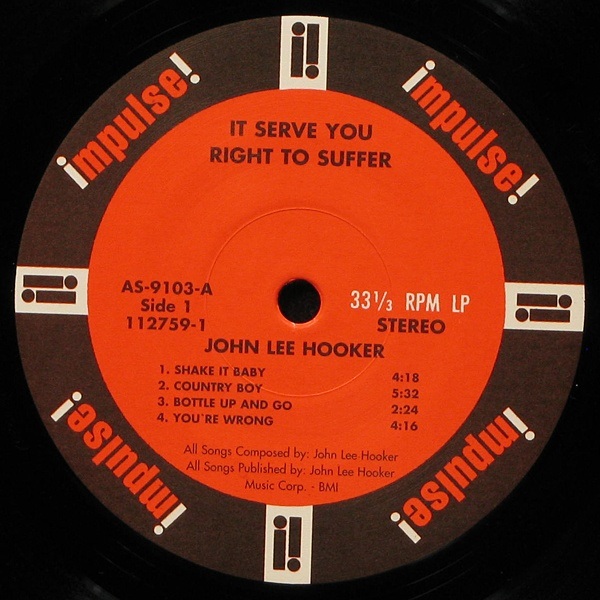 impulse!
impulse!
IT SERVE YOU
RIGHT TO SUFFER
AS-9103-A
Side 1
112759-1
33⅓ RPM LP
STEREO
JOHN LEE HOOKER
1. SHAKE IT BABY 4:18
2. COUNTRY BOY 5:32
3. BOTTLE UP AND GO 2:24
4. YOU'RE WRONG 4:16
All Songs Composed by: John Lee Hooker
All Songs Published by: John Lee Hooker
Music Corp. - BMI
impulse!
impulse!